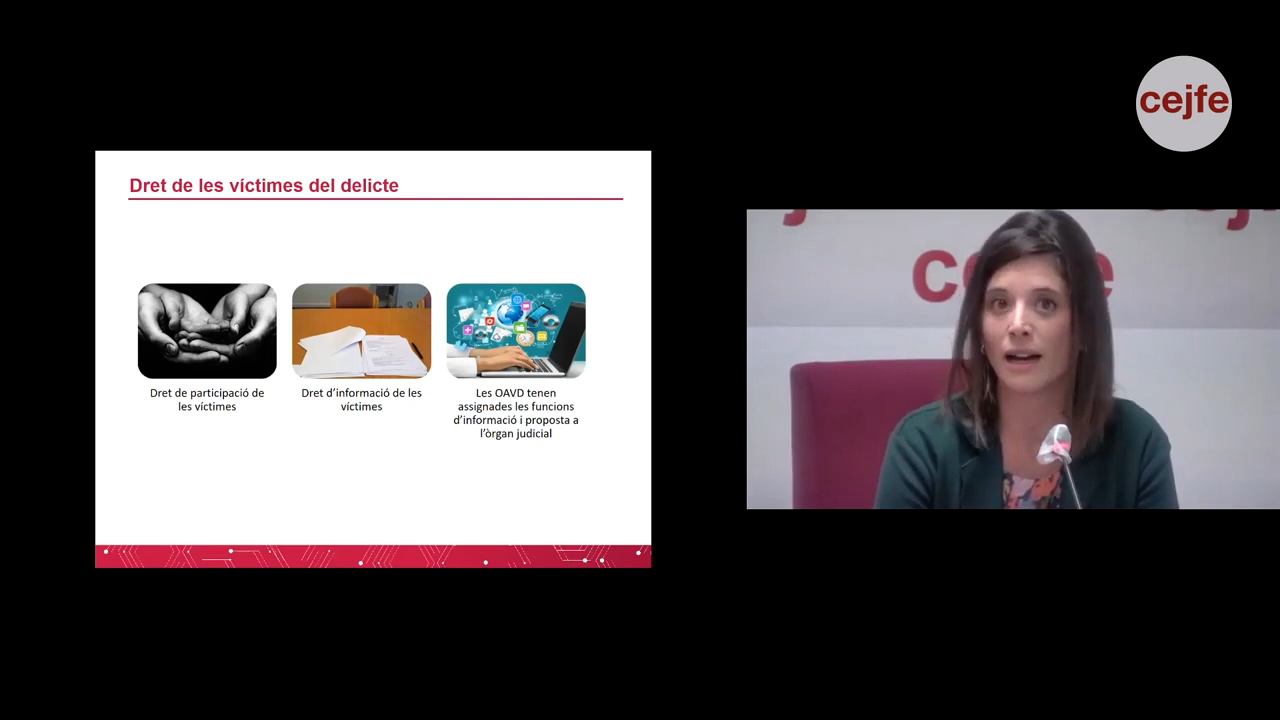 cejfe
Dret de les víctimes del delicte
Dret de participació de
les víctimes
Dret d'informació de les
víctimes
Les OAVD tenen
assignades les funcions
d'informació i proposta a
l'òrgan judicial